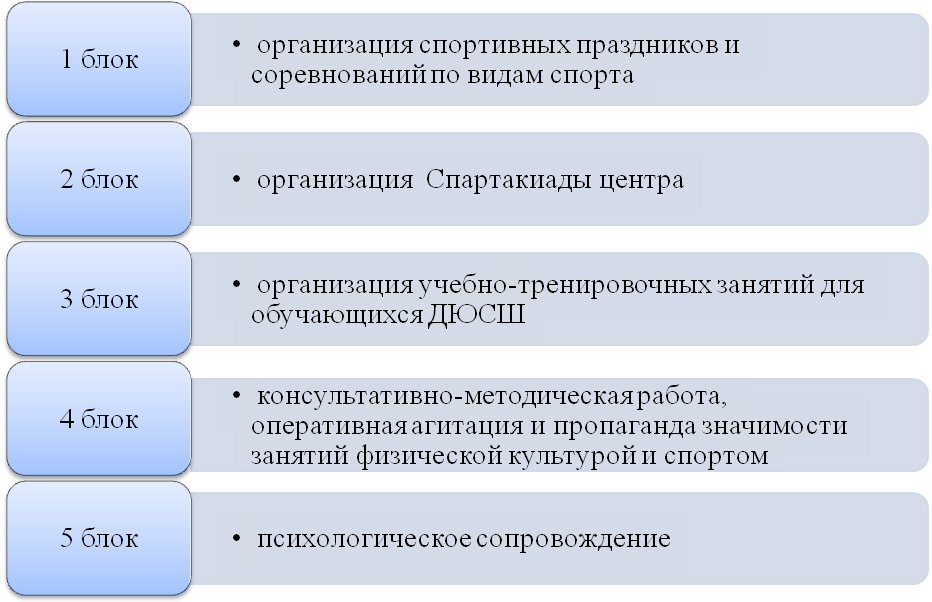 1 блок
• организация спортивных праздников и
соревнований по видам спорта
2 блок
• организация Спартакиады центра
3 блок
• организация учебно-тренировочных занятий для
обучающихся ДЮСШ
4 блок
• консультативно-методическая работа,
оперативная агитация и пропаганда значимости
занятий физической культурой и спортом
5 блок
• психологическое сопровождение